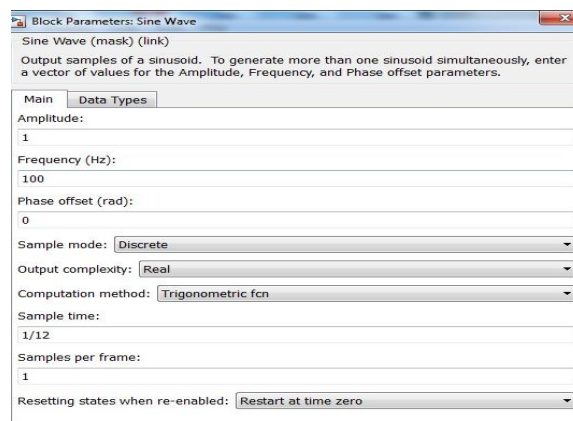 Block Parameters: Sine Wave
Sine Wave (mask) (link)
Output samples of a sinusoid. To generate more than one sinusoid simultaneously, enter
a vector of values for the Amplitude, Frequency, and Phase offset parameters.
Main Data Types
Amplitude:
1
Frequency (Hz):
100
Phase offset (rad):
0
Sample mode: Discrete
Output complexity: Real
Computation method: Trigonometric fcn
Sample time:
1/12
Samples per frame:
1
Resetting states when re-enabled: Restart at time zero